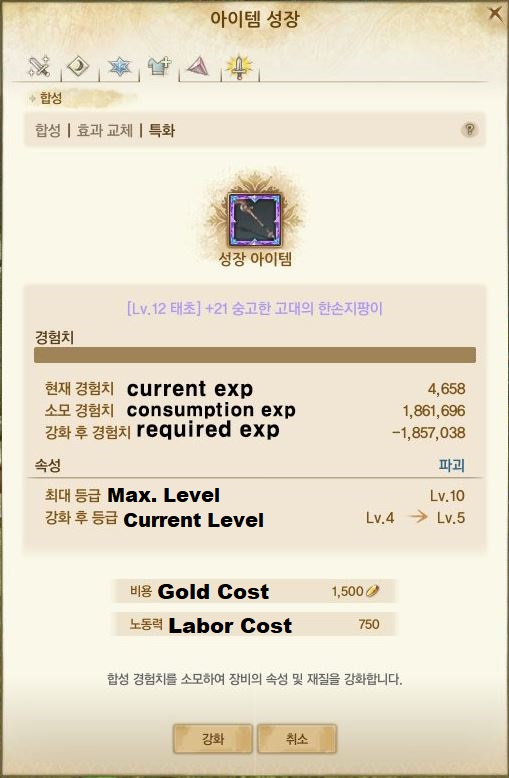 아이템 성장
합성
합성 | 효과 교체 | 특화 ?
성장 아이템
[Lv.12 태초] +21 숭고한 고대의 한손지팡이
경험치
현재 경험치 current exp 4,658
소모 경험치 consumption exp 1,861,696
강화 후 경험치 required exp -1,857,038
속성 파괴
최대 등급 Max. Level Lv.10
강화 후 등급 Current Level Lv.4 → Lv.5
비용 Gold Cost 1,500
노동력 Labor Cost 750
합성 경험치를 소모하여 장비의 속성 및 재질을 강화합니다.
강화 취소